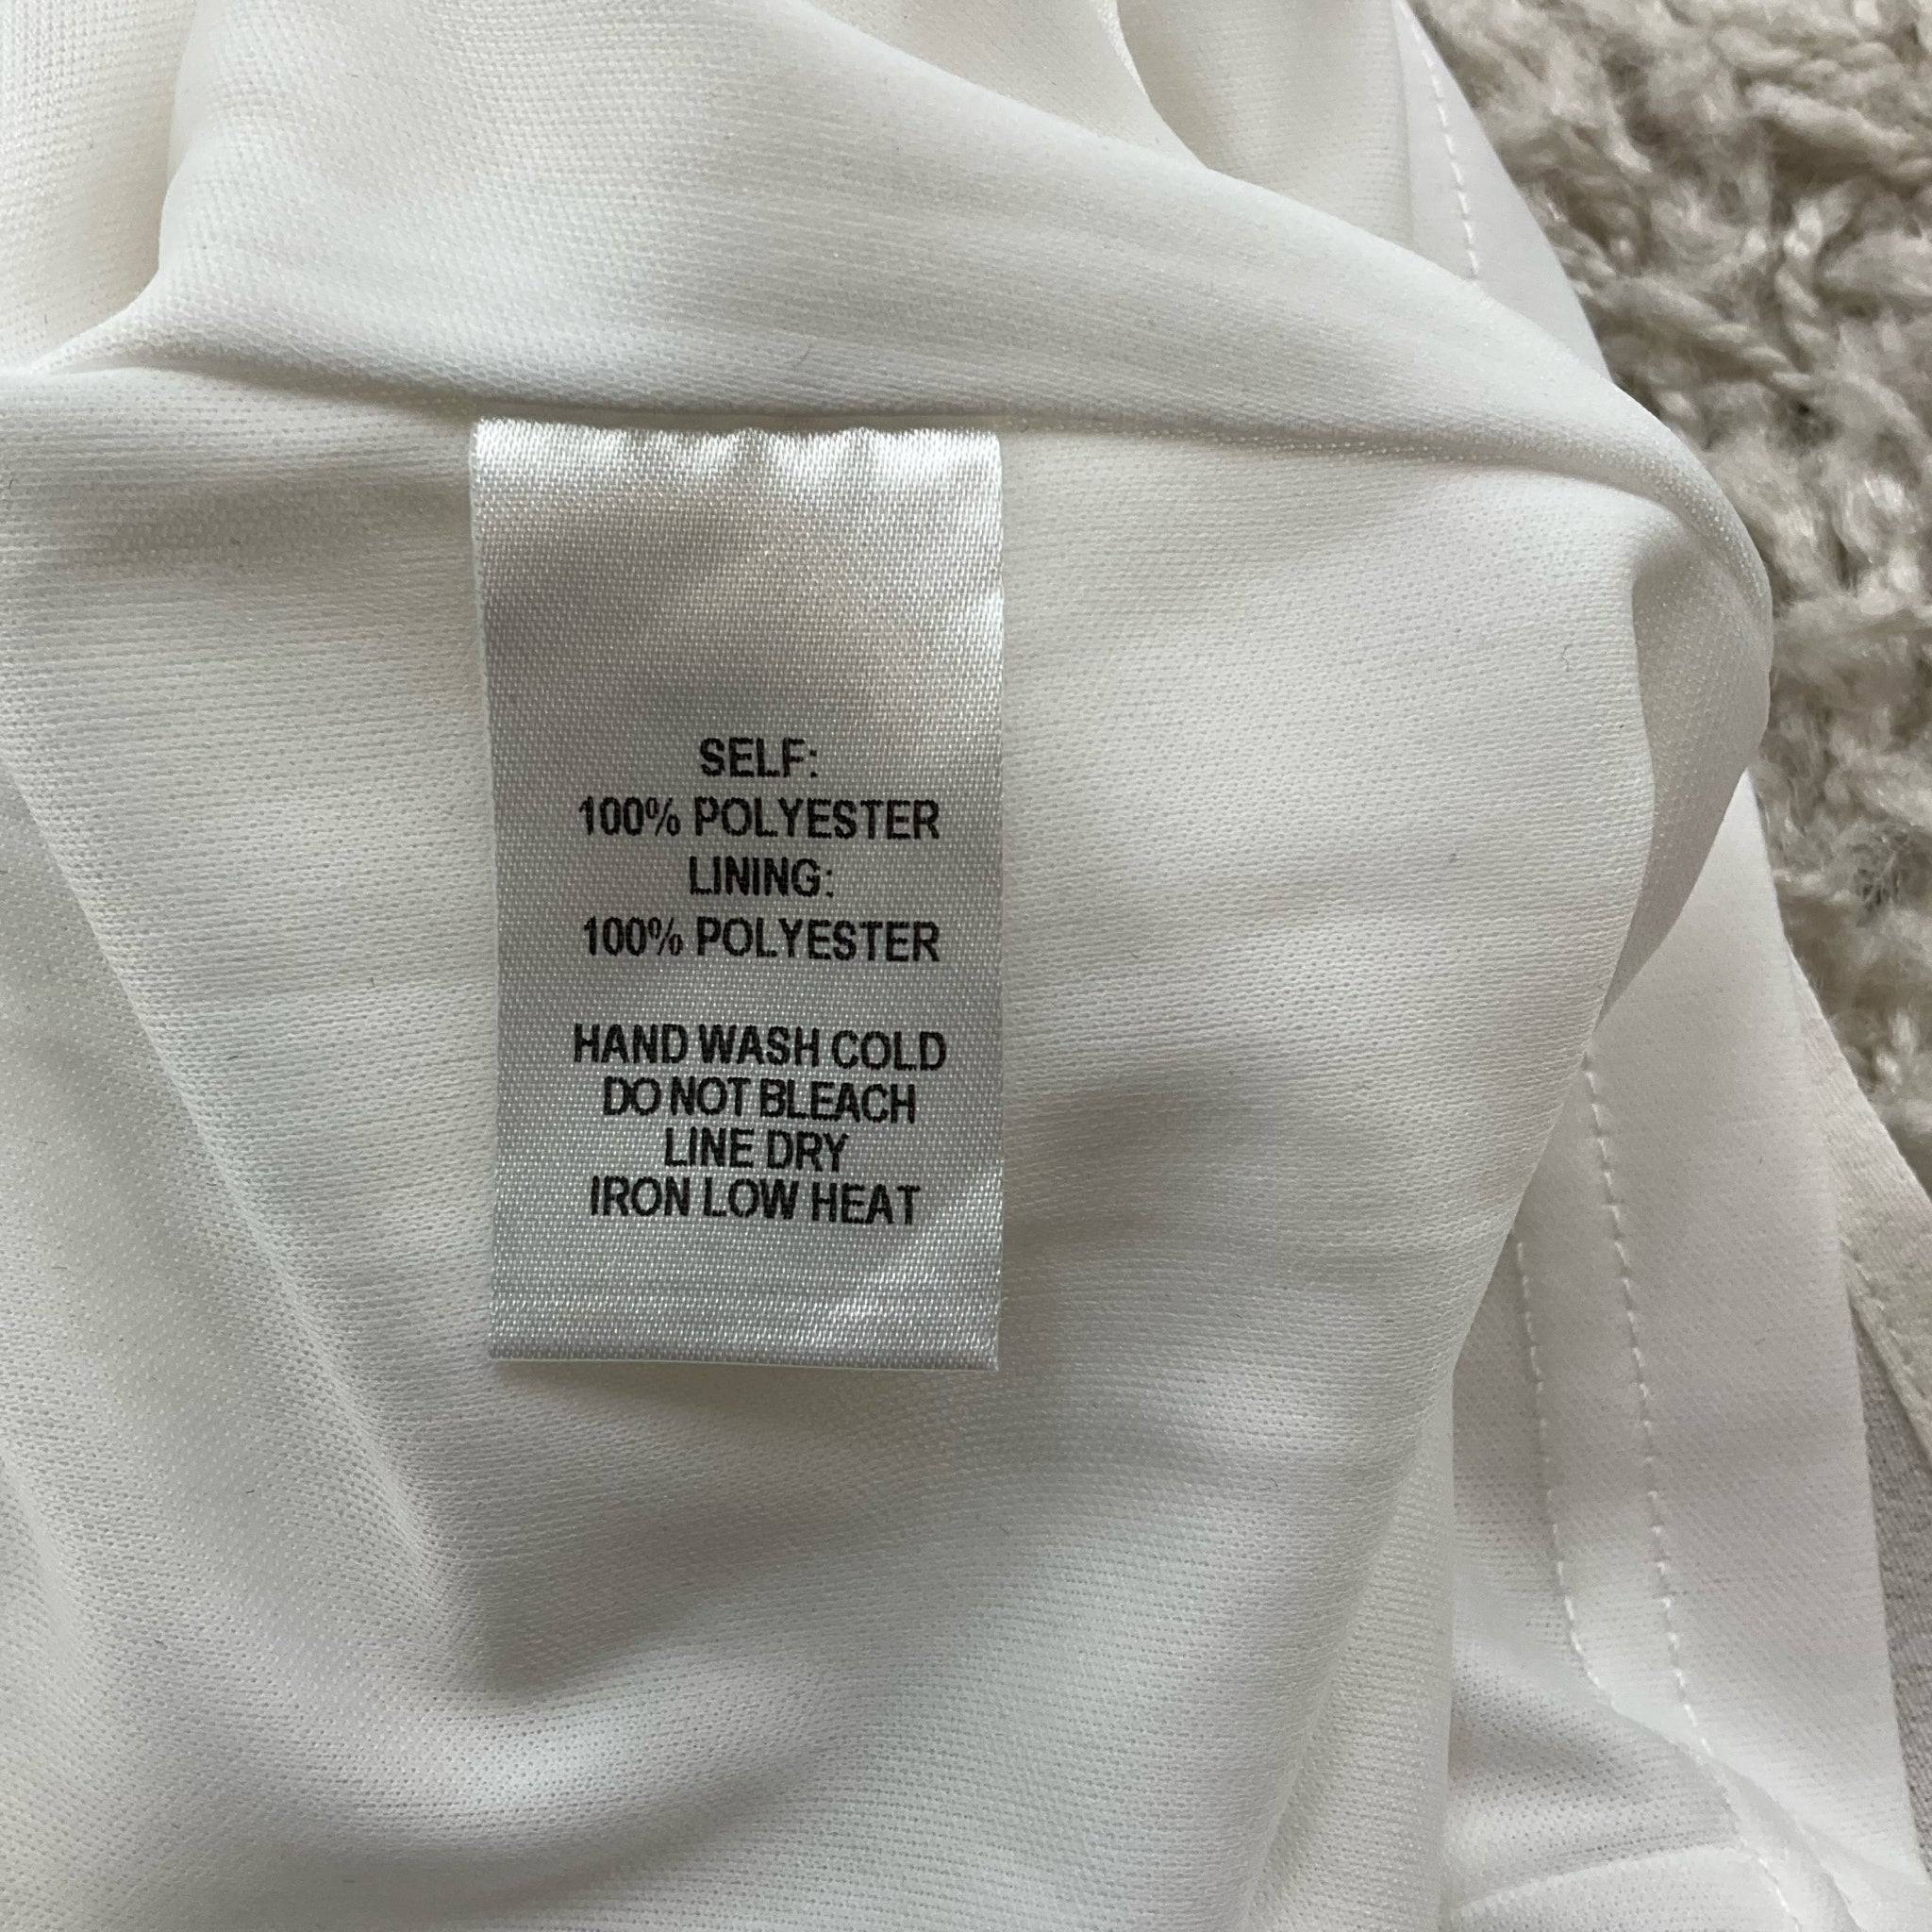 SELF:
100% POLYESTER
LINING:
100% POLYESTER
HAND WASH COLD
DO NOT BLEACH
LINE DRY
IRON LOW HEAT